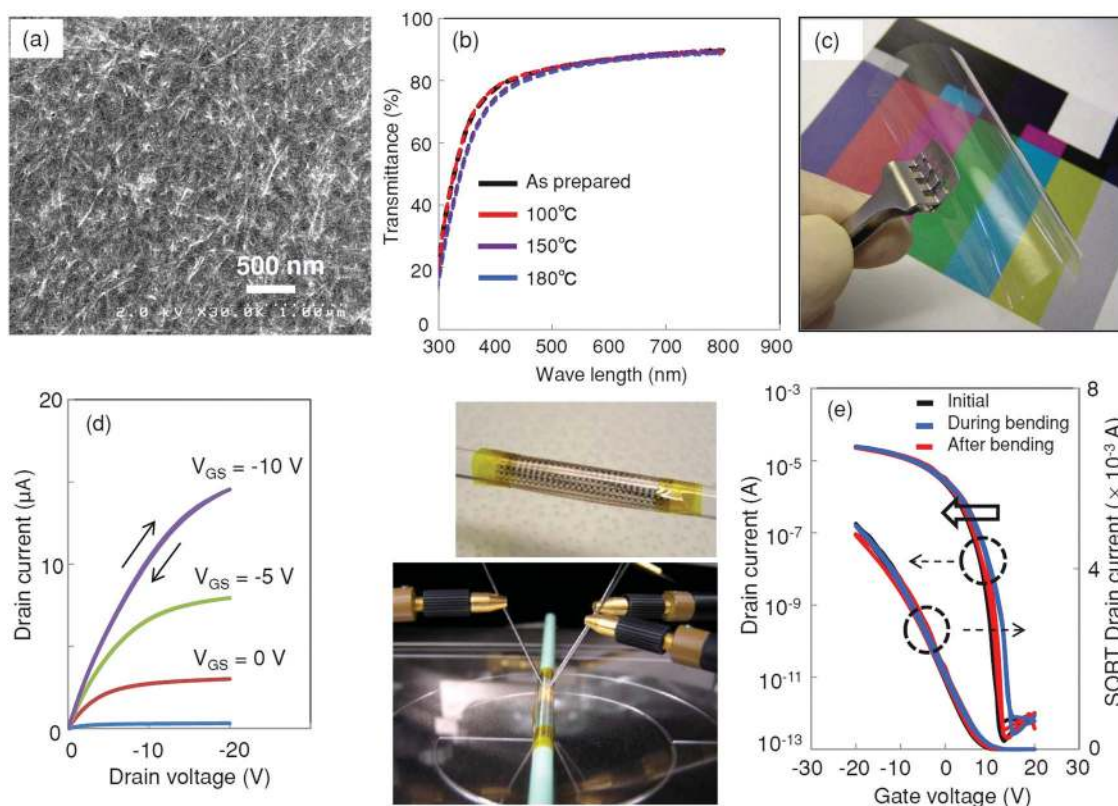 (a)
500 nm
2.0 kV X30.0K 1.00µm
(b)
Transmittance (%)
100
80
60
40
20
0
As prepared
100℃
150℃
180℃
300 400 500 600 700 800 900
Wave length (nm)
(c)
(d)
Drain current (µA)
20
10
0
VGS = -10 V
VGS = -5 V
VGS = 0 V
0 -10 -20 -30
Drain voltage (V)
(e)
Initial
During bending
After bending
Drain current (A)
10-3
10-5
10-7
10-9
10-11
10-13
8
4
0
SQRT Drain current (× 10-3 A)
-30 -20 -10 0 10 20 30
Gate voltage (V)